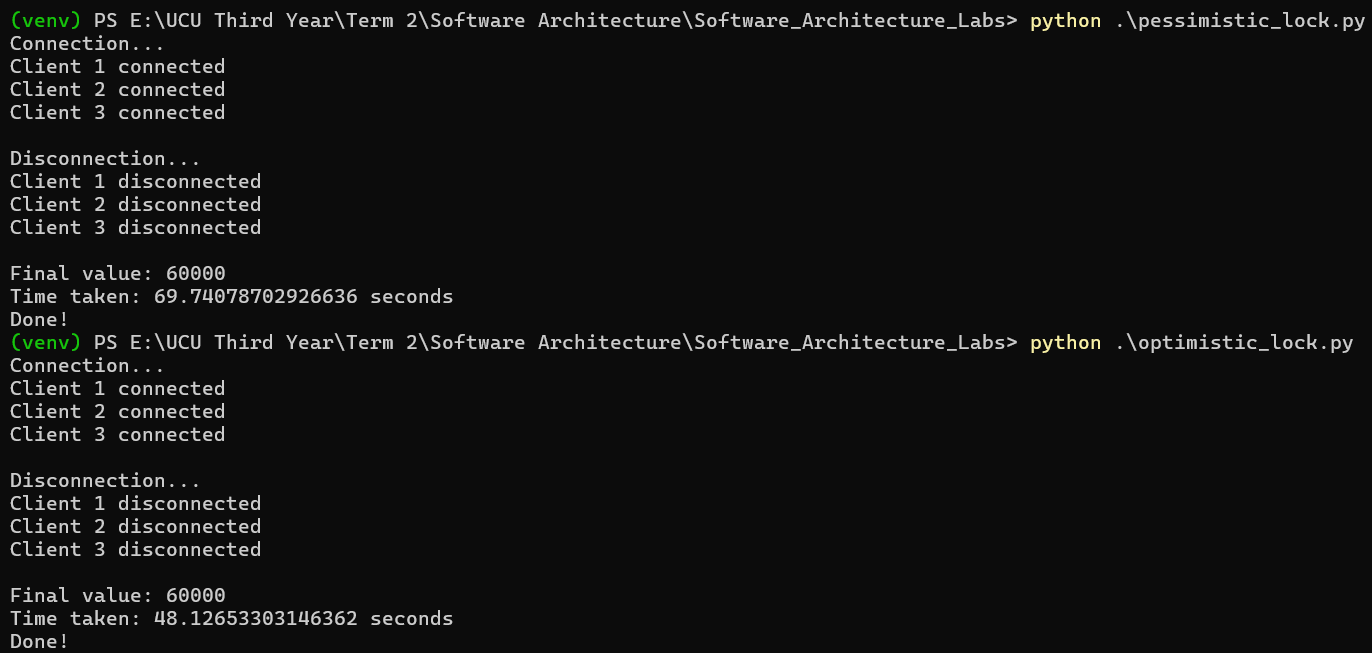 (venv) PS E:\UCU Third Year\Term 2\Software Architecture\Software_Architecture_Labs> python .\pessimistic_lock.py
Connection...
Client 1 connected
Client 2 connected
Client 3 connected
Disconnection...
Client 1 disconnected
Client 2 disconnected
Client 3 disconnected
Final value: 60000
Time taken: 69.74078702926636 seconds
Done!
(venv) PS E:\UCU Third Year\Term 2\Software Architecture\Software_Architecture_Labs> python .\optimistic_lock.py
Connection...
Client 1 connected
Client 2 connected
Client 3 connected
Disconnection...
Client 1 disconnected
Client 2 disconnected
Client 3 disconnected
Final value: 60000
Time taken: 48.12653303146362 seconds
Done!